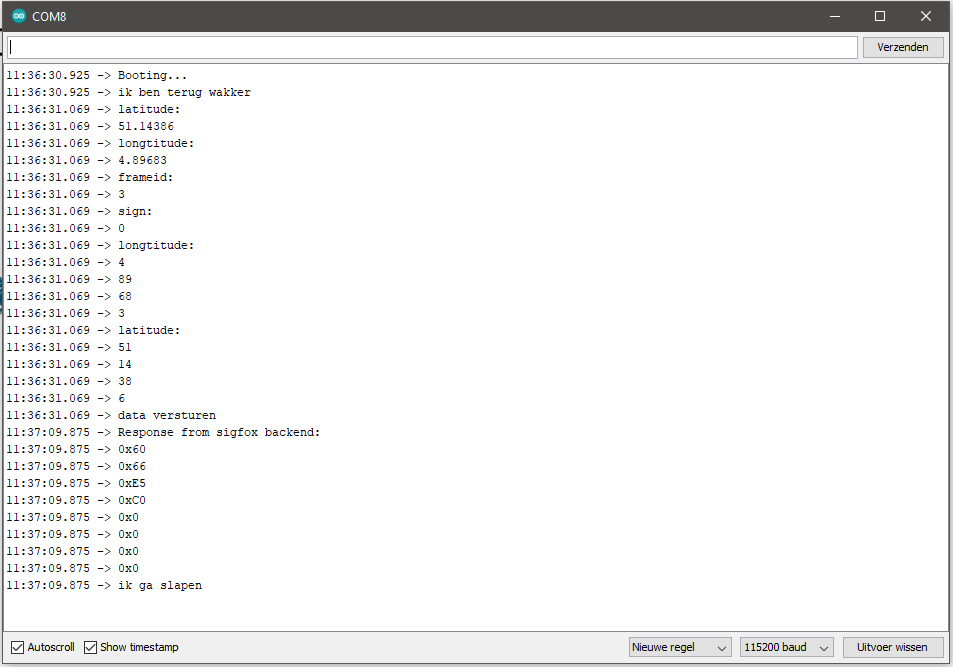 COM8
Verzenden
11:36:30.925 -> Booting...
11:36:30.925 -> ik ben terug wakker
11:36:31.069 -> latitude:
11:36:31.069 -> 51.14386
11:36:31.069 -> longtitude:
11:36:31.069 -> 4.89683
11:36:31.069 -> frameid:
11:36:31.069 -> 3
11:36:31.069 -> sign:
11:36:31.069 -> 0
11:36:31.069 -> longtitude:
11:36:31.069 -> 4
11:36:31.069 -> 89
11:36:31.069 -> 68
11:36:31.069 -> 3
11:36:31.069 -> latitude:
11:36:31.069 -> 51
11:36:31.069 -> 14
11:36:31.069 -> 38
11:36:31.069 -> 6
11:36:31.069 -> data versturen
11:37:09.875 -> Response from sigfox backend:
11:37:09.875 -> 0x60
11:37:09.875 -> 0x66
11:37:09.875 -> 0xE5
11:37:09.875 -> 0xC0
11:37:09.875 -> 0x0
11:37:09.875 -> 0x0
11:37:09.875 -> 0x0
11:37:09.875 -> 0x0
11:37:09.875 -> ik ga slapen
Autoscroll Show timestamp Nieuwe regel 115200 baud Uitvoer wissen